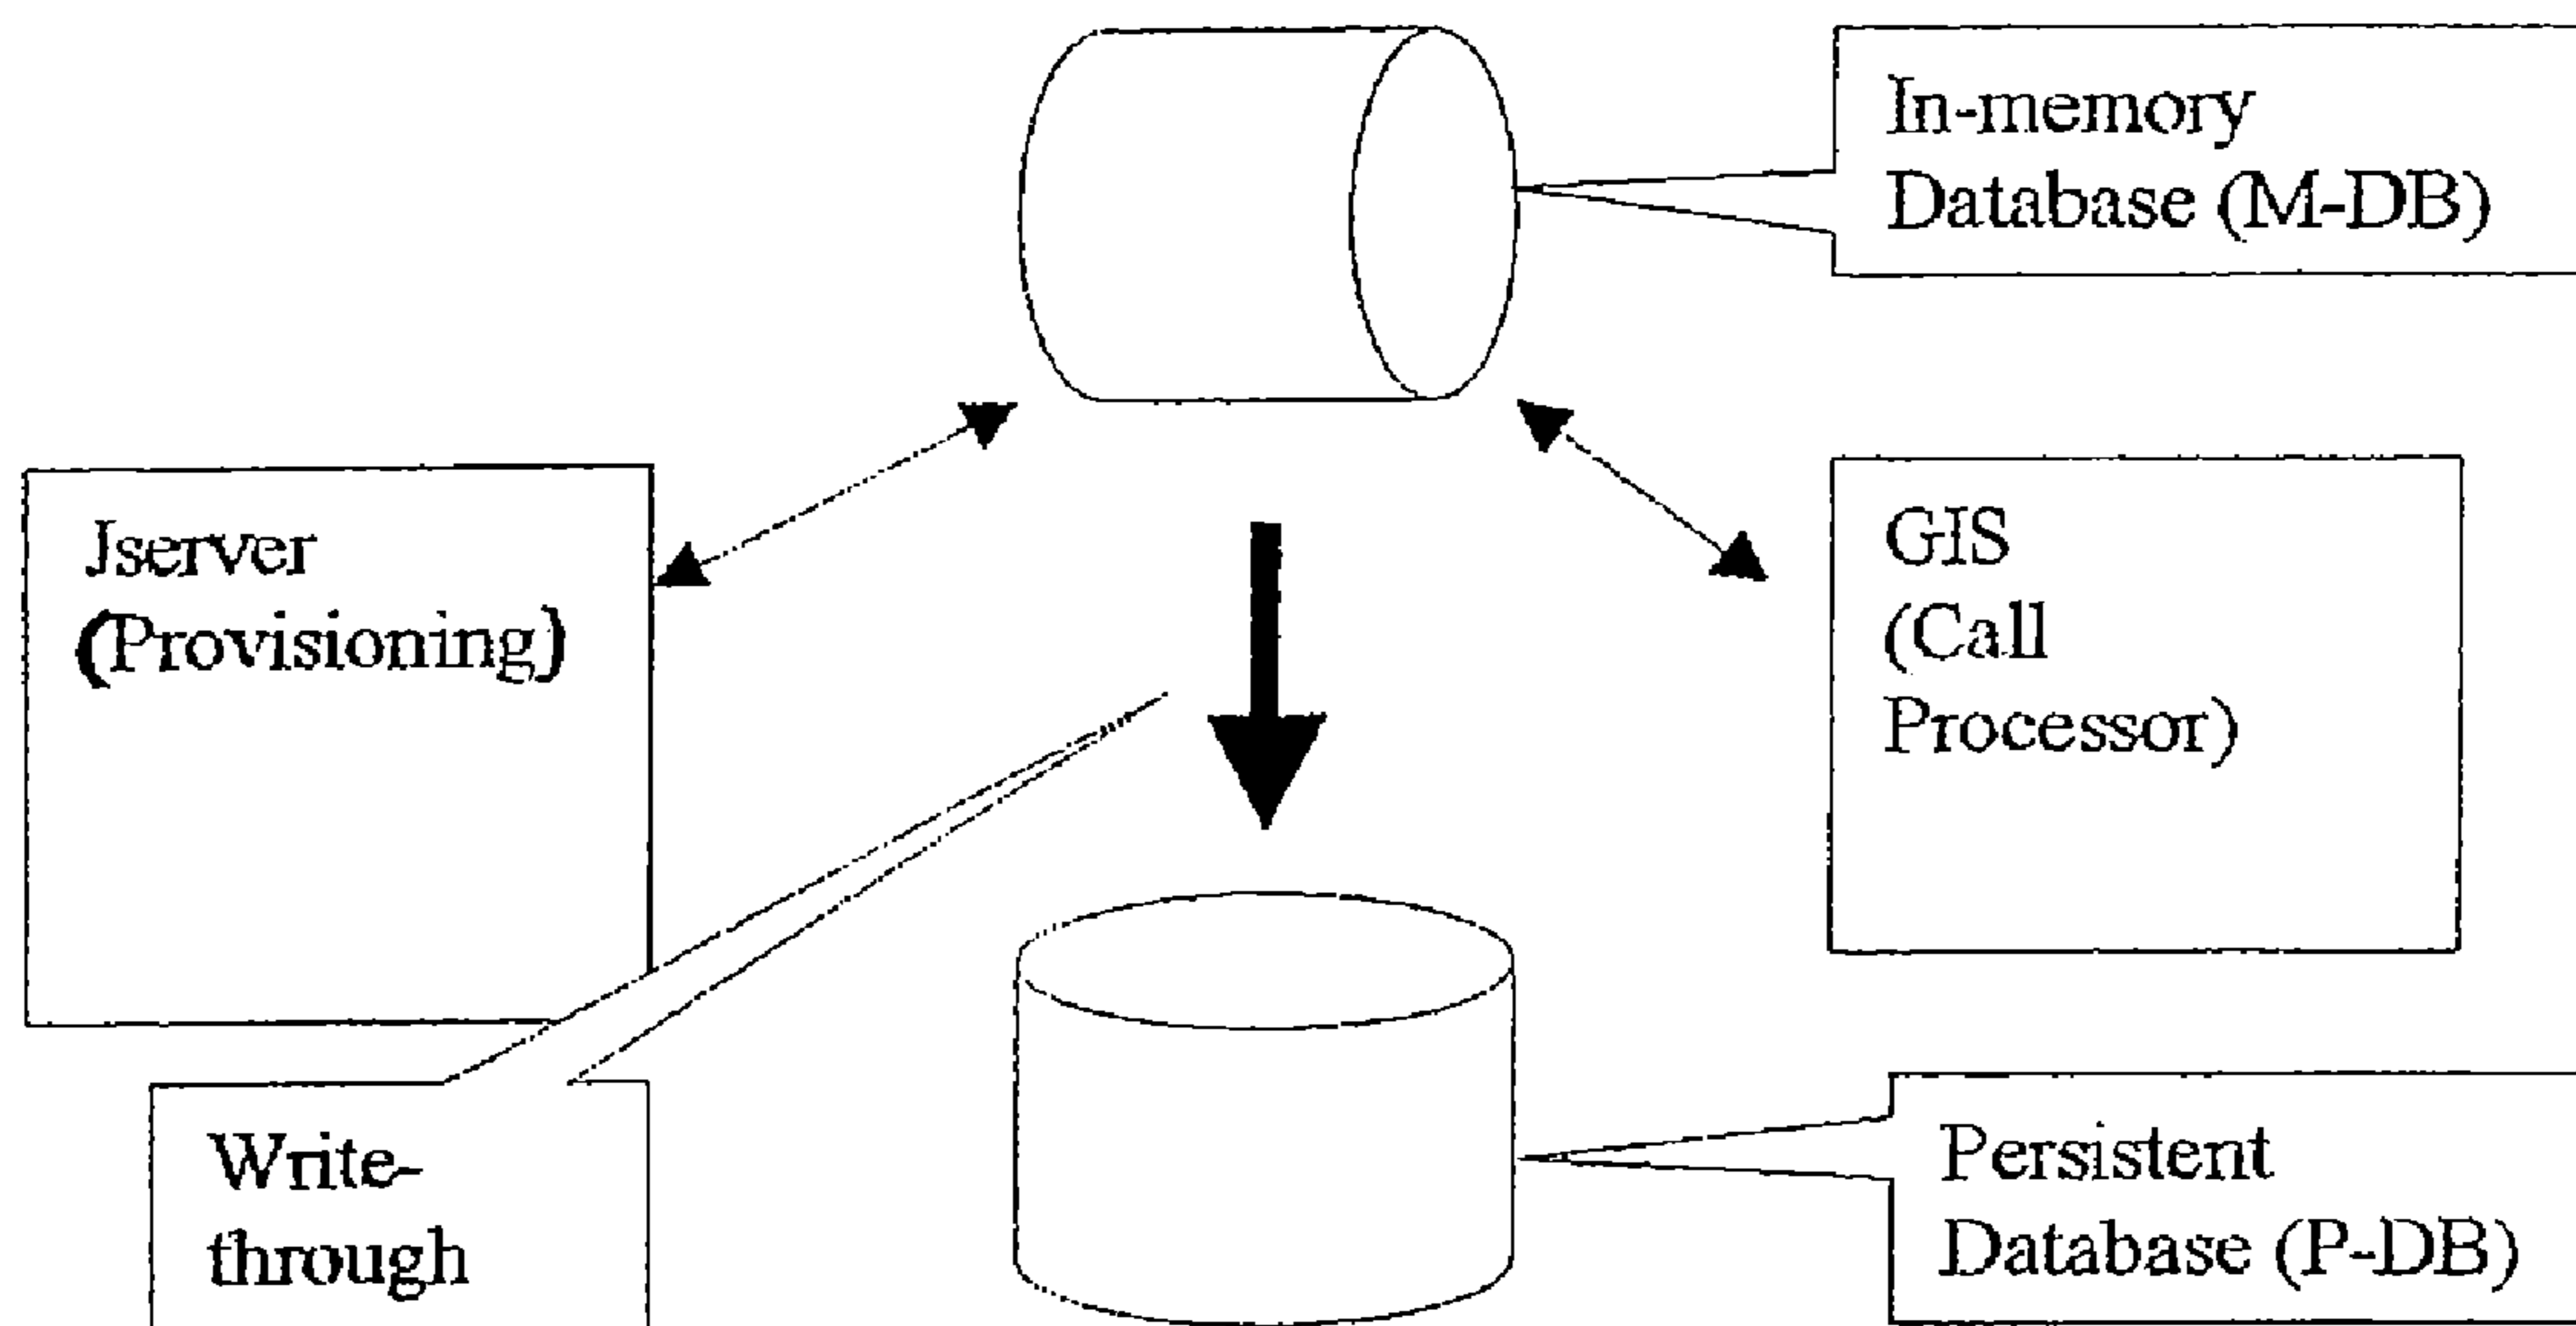 In-memory
Database (M-DB)
Jserver
(Provisioning)
GIS
(Call
Processor)
Write-
through
Persistent
Database (P-DB)